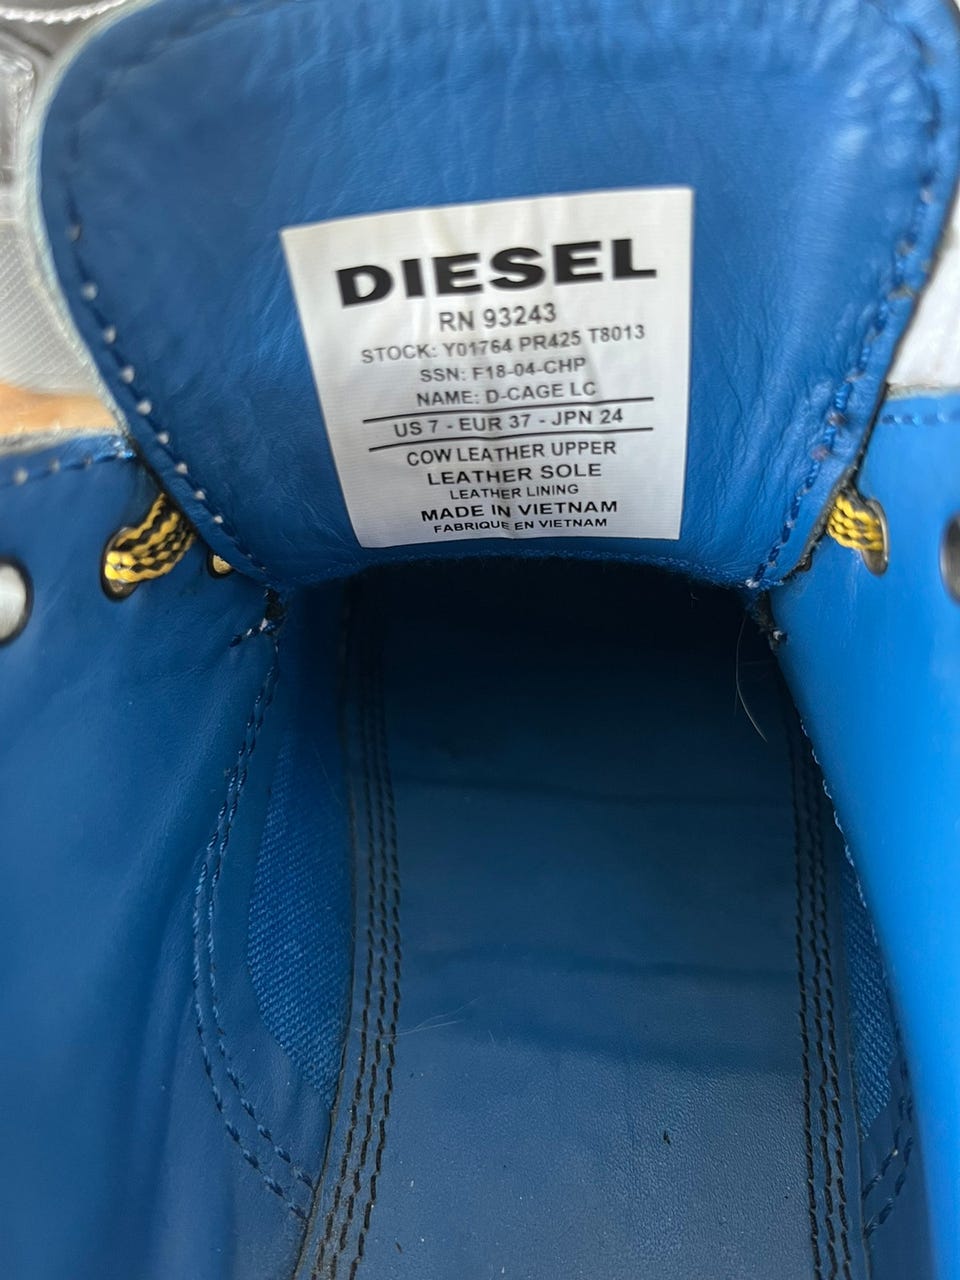 DIESEL
RN 93243
STOCK: Y01764 PR425 T8013
SSN: F18-04-CHP
NAME: D-CAGE LC
US 7 - EUR 37 - JPN 24
COW LEATHER UPPER
LEATHER SOLE
LEATHER LINING
MADE IN VIETNAM
FABRIQUE EN VIETNAM